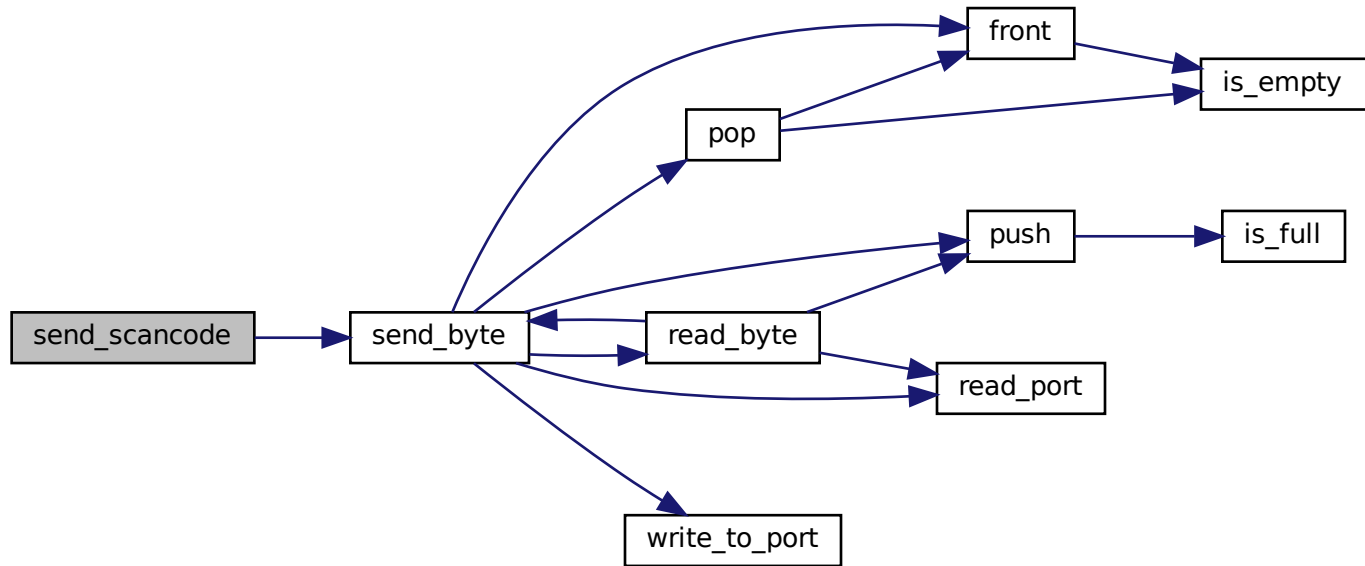 front
is_empty
pop
push
is_full
send_scancode
send_byte
read_byte
read_port
write_to_port